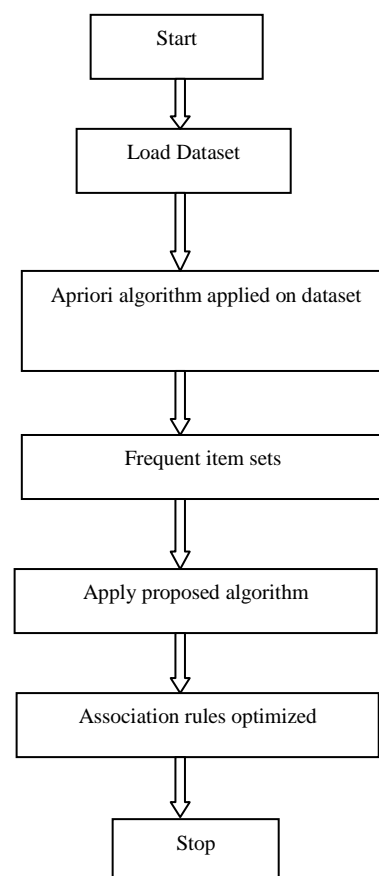 Start
Load Dataset
Apriori algorithm applied on dataset
Frequent item sets
Apply proposed algorithm
Association rules optimized
Stop